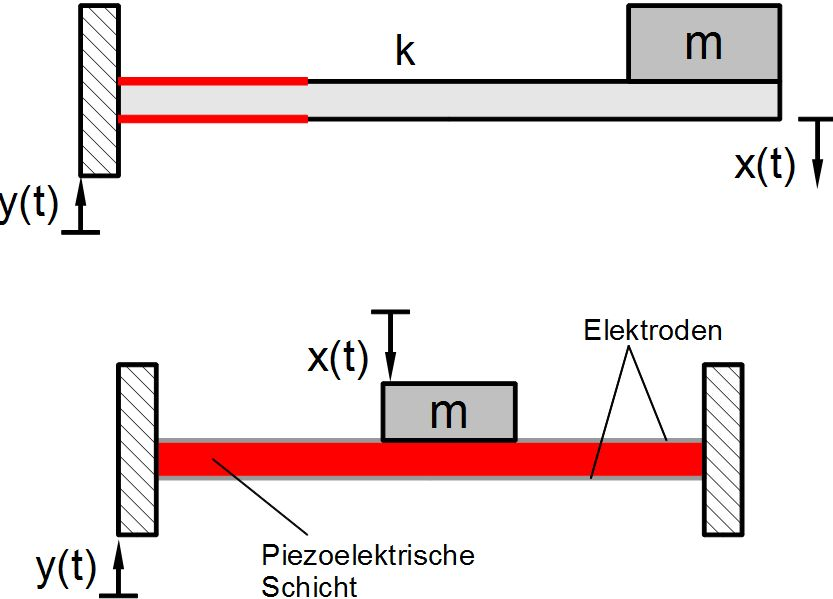 k
m
x(t)
y(t)
Elektroden
x(t)
m
y(t)
Piezoelektrische
Schicht